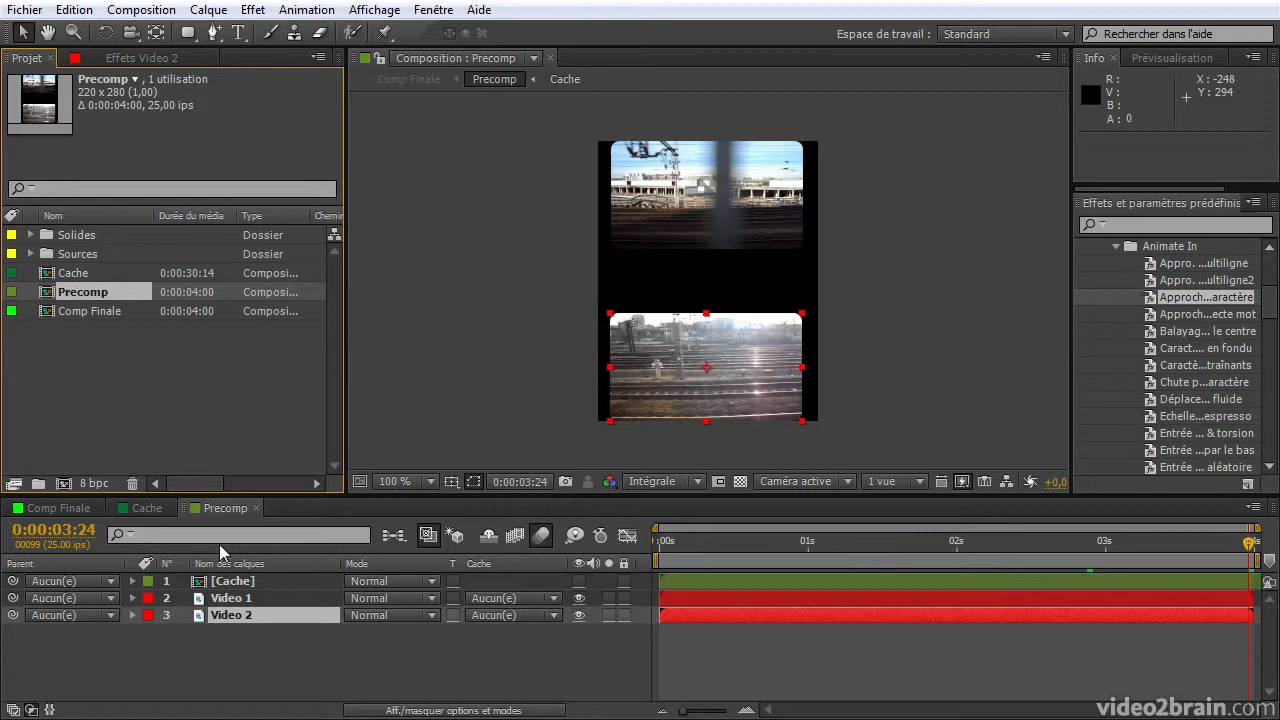 Fichier Edition Composition Calque Effet Animation Affichage Fenêtre Aide
Espace de travail : Standard Rechercher dans l'aide
Projet Effets Video 2 Composition : Precomp Info Prévisualisation
Comp Finale Precomp Cache
Precomp , 1 utilisation
220 x 280 (1,00)
Δ 0:00:04:00, 25,00 ips
R :
V :
B :
A : 0
X : -248
Y : 294
Nom Durée du média Type Chemin
Solides Dossier
Sources Dossier
Cache 0:00:30:14 Composi...
Precomp 0:00:04:00 Composi...
Comp Finale 0:00:04:00 Composi...
Effets et paramètres prédéfinis
Animate In
Appro. ...ultiligne
Appro. ...ultiligne2
Approch...aractère
Approch...ecte mot
Balayag... le centre
Caract... en fondu
Caractè...traînants
Chute p...aractère
Déplace... fluide
Echelle...espresso
Entrée ... & torsion
Entrée ...par le bas
Entrée ... aléatoire
8 bpc
100 % 0:00:03:24 Intégrale Caméra active 1 vue +0,0
Comp Finale Cache Precomp
0:00:03:24
00099 (25.00 ips)
:00s 01s 02s 03s 4s
Parent N° Nom des calques Mode T Cache
Aucun(e) 1 [Cache] Normal
Aucun(e) 2 Video 1 Normal Aucun(e)
Aucun(e) 3 Video 2 Normal Aucun(e)
Aff./masquer options et modes
video2brain.com